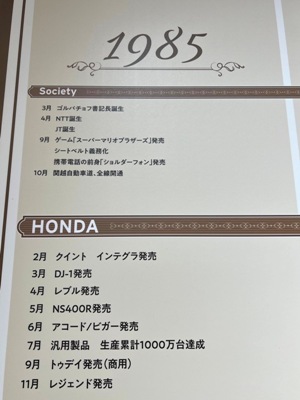 1985
Society
3月 ゴルバチョフ書記長誕生
4月 NTT誕生
JT誕生
9月 ゲーム「スーパーマリオブラザーズ」発売
シートベルト義務化
携帯電話の前身「ショルダーフォン」発売
10月 関越自動車道、全線開通
HONDA
2月 クイント インテグラ発売
3月 DJ-1発売
4月 レブル発売
5月 NS400R発売
6月 アコード/ビガー発売
7月 汎用製品 生産累計1000万台達成
9月 トゥデイ発売(商用)
11月 レジェンド発売